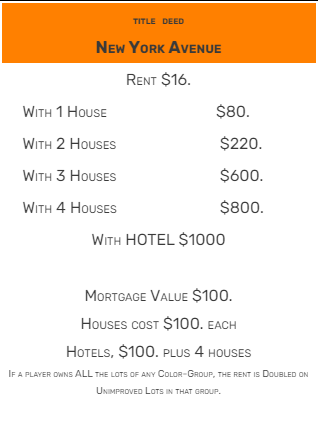 TITLE DEED
NEW YORK AVENUE
RENT $16.
WITH 1 HOUSE $80.
WITH 2 HOUSES $220.
WITH 3 HOUSES $600.
WITH 4 HOUSES $800.
WITH HOTEL $1000
MORTGAGE VALUE $100.
HOUSES COST $100. EACH
HOTELS, $100. PLUS 4 HOUSES
IF A PLAYER OWNS ALL THE LOTS OF ANY COLOR-GROUP, THE RENT IS DOUBLED ON
UNIMPROVED LOTS IN THAT GROUP.